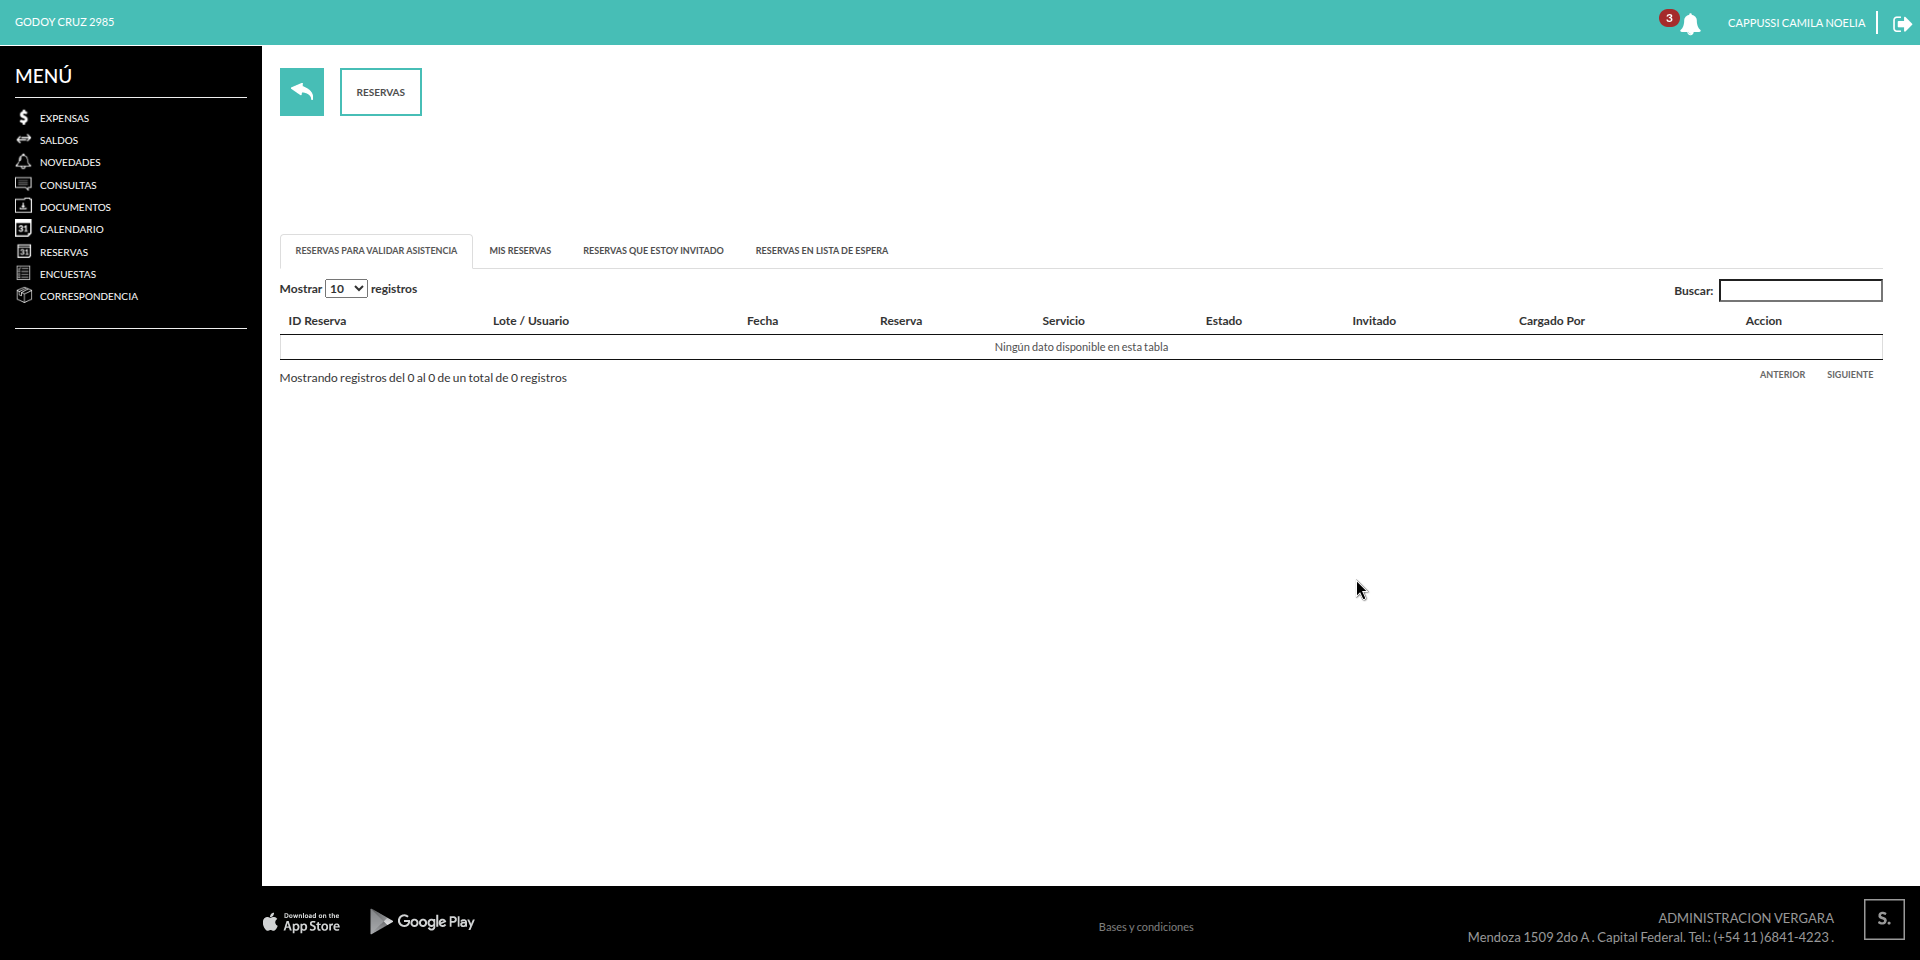 GODOY CRUZ 2985
3
CAPPUSSI CAMILA NOELIA
MENÚ
EXPENSAS
SALDOS
NOVEDADES
CONSULTAS
DOCUMENTOS
31 CALENDARIO
31 RESERVAS
ENCUESTAS
CORRESPONDENCIA
RESERVAS
RESERVAS PARA VALIDAR ASISTENCIA MIS RESERVAS RESERVAS QUE ESTOY INVITADO RESERVAS EN LISTA DE ESPERA
Mostrar 10 registros
Buscar:
ID Reserva Lote / Usuario Fecha Reserva Servicio Estado Invitado Cargado Por Accion
Ningún dato disponible en esta tabla
Mostrando registros del 0 al 0 de un total de 0 registros
ANTERIOR SIGUIENTE
Download on the
App Store
Google Play
Bases y condiciones
ADMINISTRACION VERGARA
Mendoza 1509 2do A . Capital Federal. Tel.: (+54 11 )6841-4223 .
S.